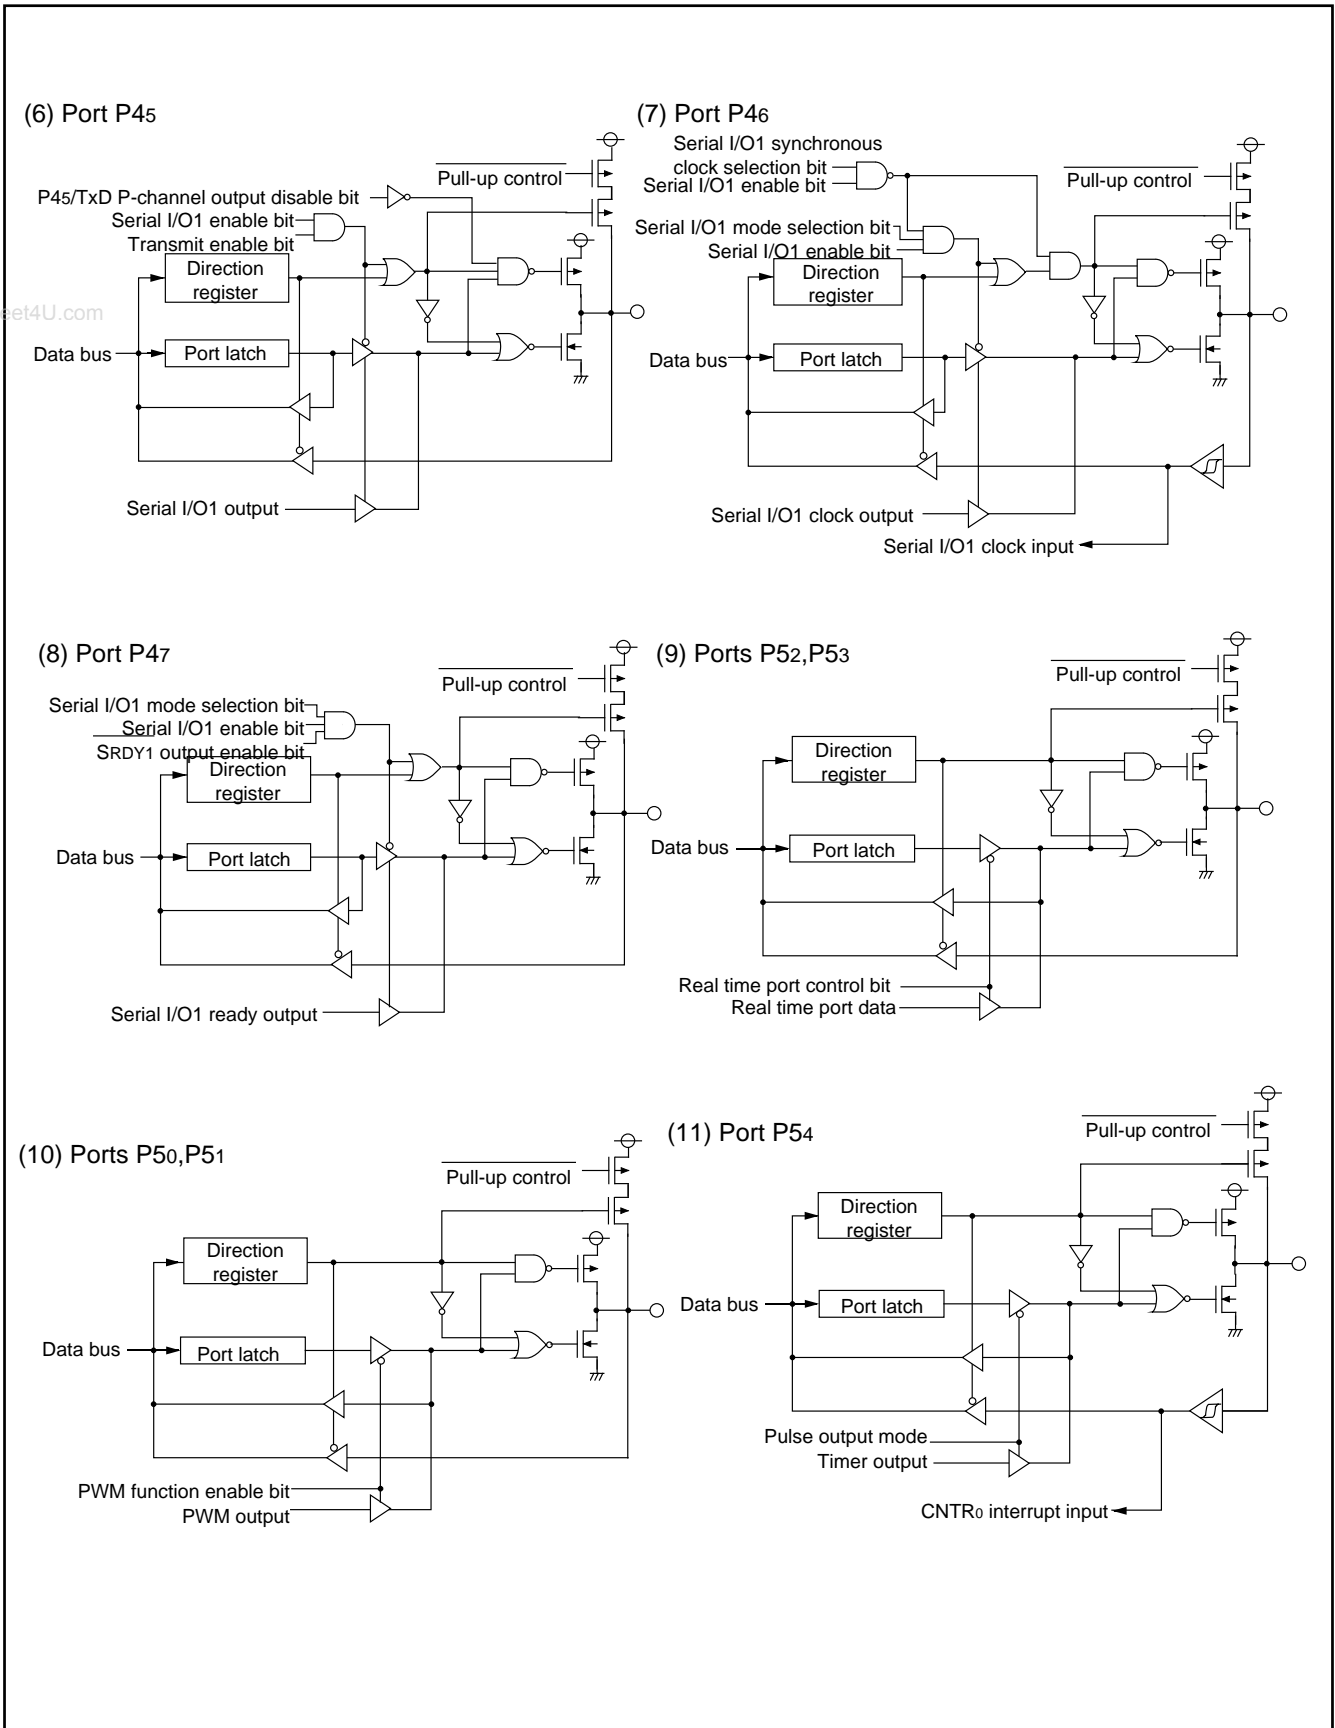 (6) Port P45
Pull-up control
P45/TxD P-channel output disable bit
Serial I/O1 enable bit
Transmit enable bit
Direction
register
Data bus
Port latch
Serial I/O1 output
(7) Port P46
Serial I/O1 synchronous
clock selection bit
Serial I/O1 enable bit
Pull-up control
Serial I/O1 mode selection bit
Serial I/O1 enable bit
Direction
register
Data bus
Port latch
Serial I/O1 clock output
Serial I/O1 clock input
eet4U.com
(8) Port P47
Pull-up control
Serial I/O1 mode selection bit
Serial I/O1 enable bit
SRDY1 output enable bit
Direction
register
Data bus
Port latch
Serial I/O1 ready output
(9) Ports P52,P53
Pull-up control
Direction
register
Data bus
Port latch
Real time port control bit
Real time port data
(10) Ports P50,P51
Pull-up control
Direction
register
Data bus
Port latch
PWM function enable bit
PWM output
(11) Port P54
Pull-up control
Direction
register
Data bus
Port latch
Pulse output mode
Timer output
CNTR0 interrupt input